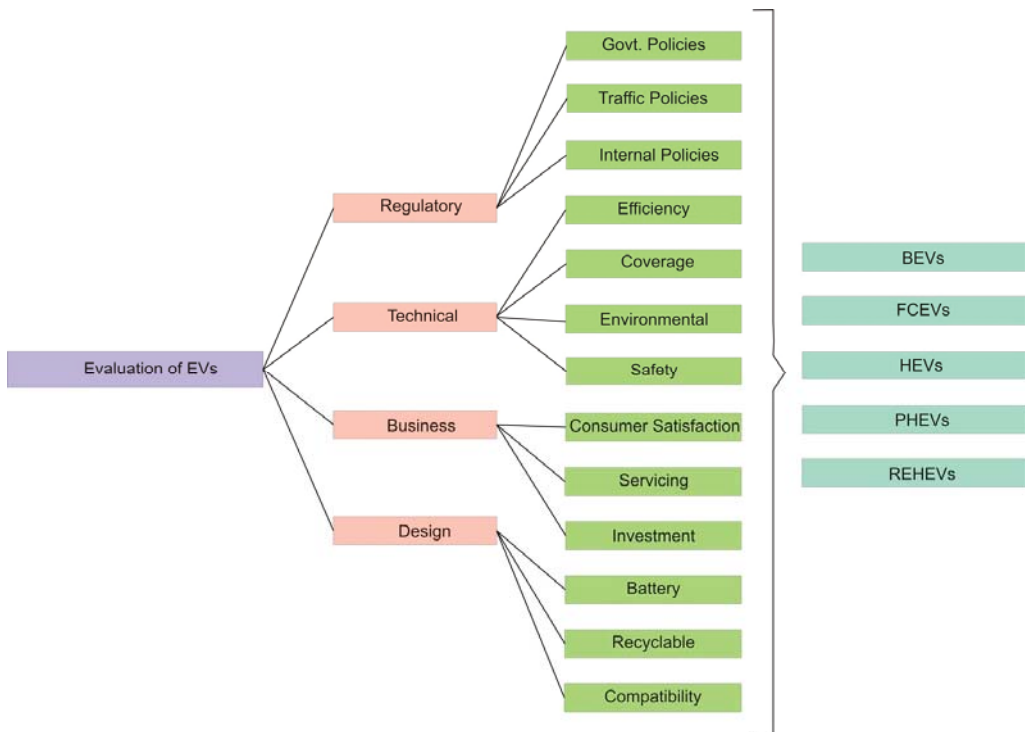 Evaluation of EVs
Regulatory
Technical
Business
Design
Govt. Policies
Traffic Policies
Internal Policies
Efficiency
Coverage
Environmental
Safety
Consumer Satisfaction
Servicing
Investment
Battery
Recyclable
Compatibility
BEVs
FCEVs
HEVs
PHEVs
REHEVs